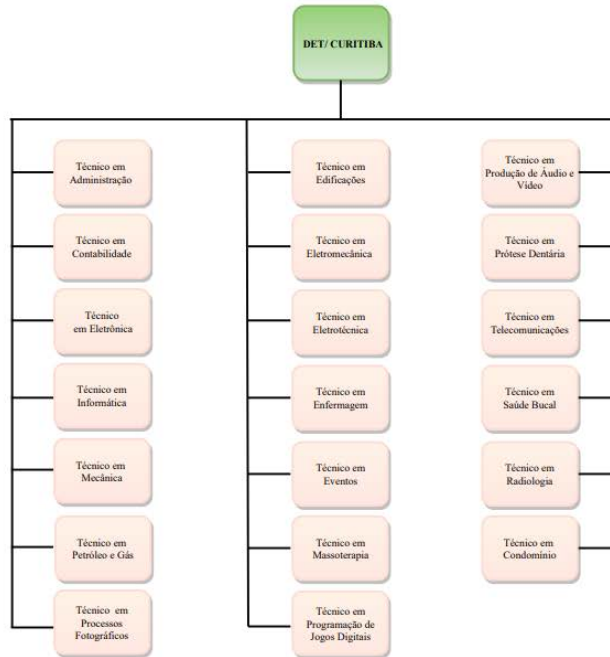 DET/ CURITIBA
Técnico em
Administração
Técnico em
Contabilidade
Técnico
em Eletrônica
Técnico em
Informática
Técnico em
Mecânica
Técnico em
Petróleo e Gás
Técnico em
Processos
Fotográficos
Técnico em
Edificações
Técnico em
Eletromecânica
Técnico em
Eletrotécnica
Técnico em
Enfermagem
Técnico em
Eventos
Técnico em
Massoterapia
Técnico em
Programação de
Jogos Digitais
Técnico em
Produção de Áudio e
Vídeo
Técnico em
Prótese Dentária
Técnico em
Telecomunicações
Técnico em
Saúde Bucal
Técnico em
Radiologia
Técnico em
Condomínio